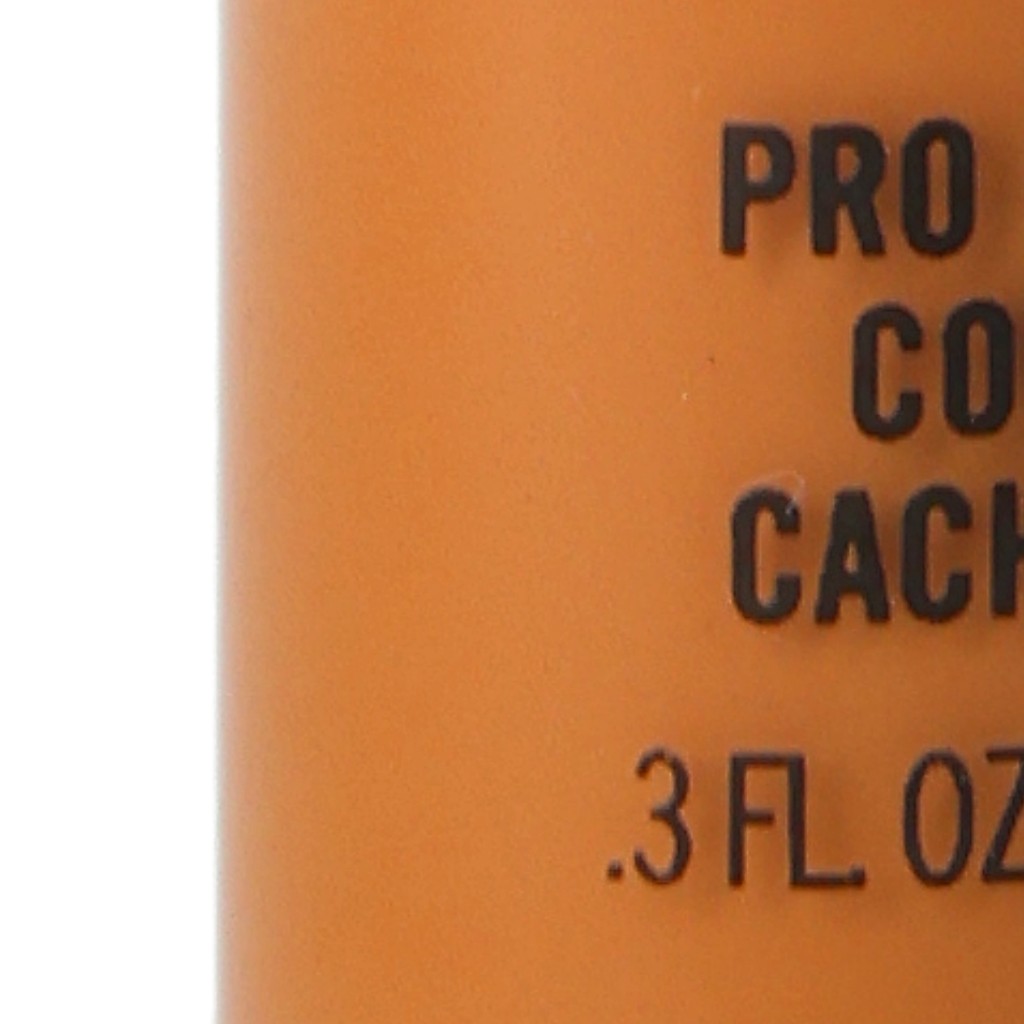 PRO
CO
CACH
.3 FL. OZ